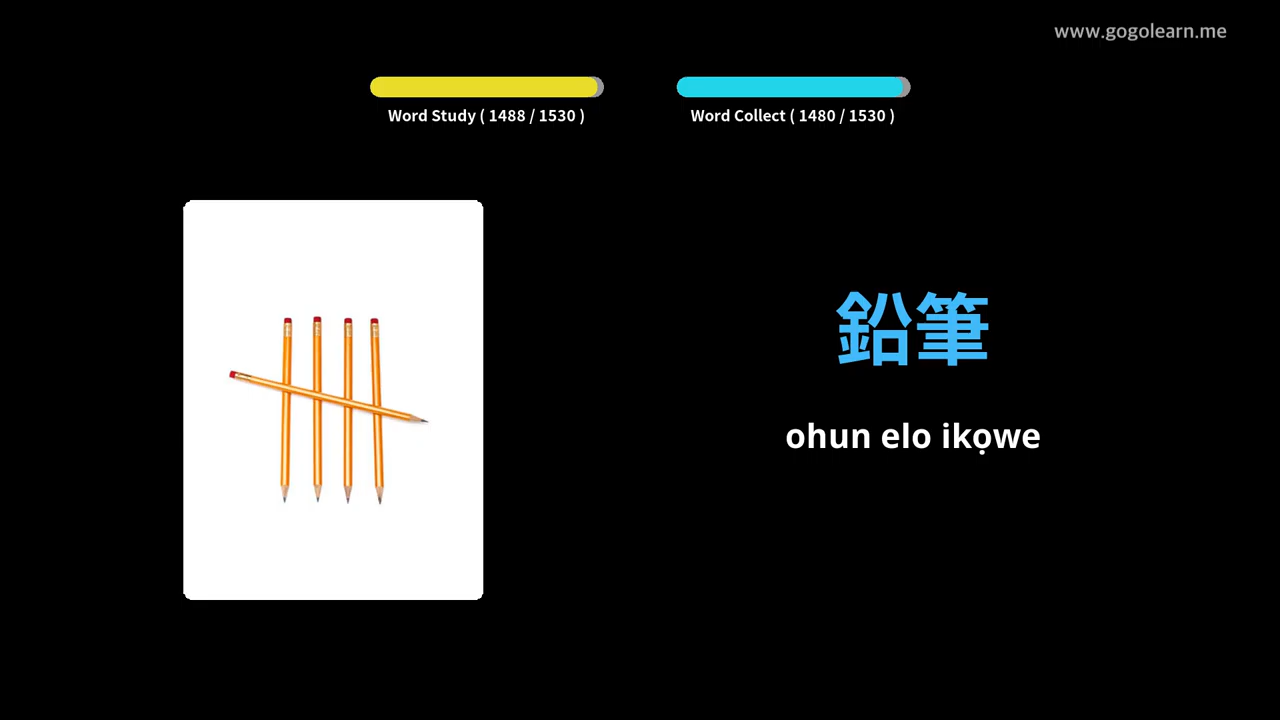 www.gogolearn.me
Word Study ( 1488 / 1530 )
Word Collect ( 1480 / 1530 )
鉛筆
ohun elo ikọwe